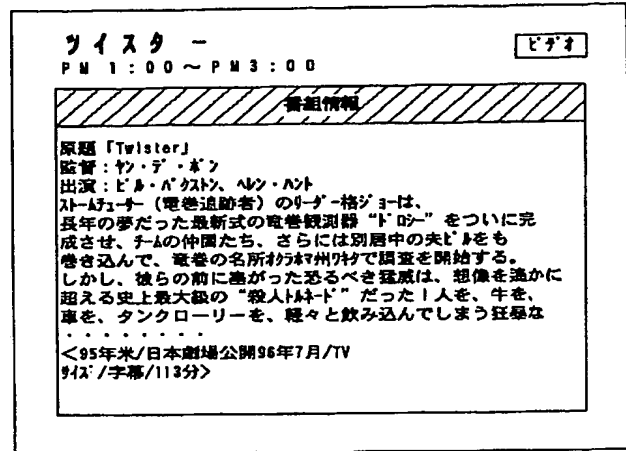 ツイスター
ビデオ
PM 1:00～PM3:00
番組情報
原題「Twister」
監督：ヤン・デ・ボン
出演：ビル・パクストン、ヘレン・ハント
ストームチェーサー（竜巻追跡者）のリーダー格ジョーは、
長年の夢だった最新式の竜巻観測器“ドロシー”をついに完
成させ、チームの仲間たち、さらには別居中の夫ビルをも
巻き込んで、竜巻の名所オクラホマ州ワキタで調査を開始する。
しかし、彼らの前に塞がった恐るべき猛威は、想像を遥かに
超える史上最大級の“殺人トルネード”だった！人を、牛を、
車を、タンクローリーを、軽々と飲み込んでしまう狂暴な
・・・・・・・・
＜95年米/日本劇場公開96年7月/TV
サイズ/字幕/113分＞